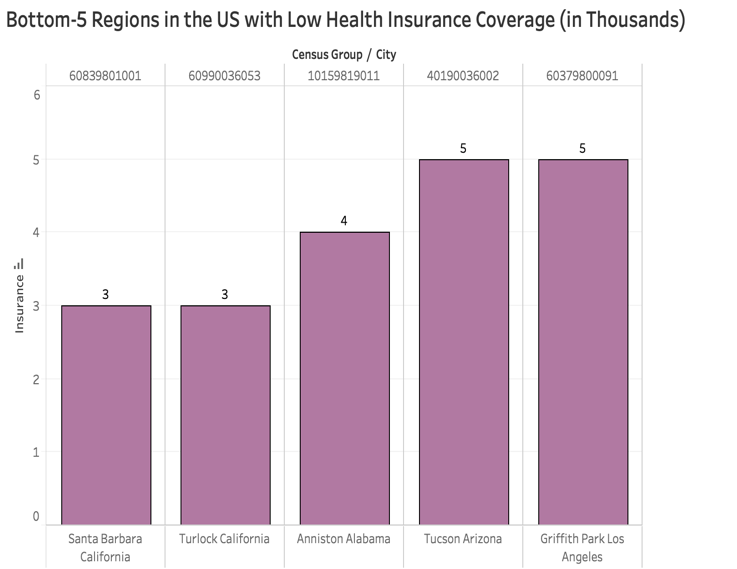 Bottom-5 Regions in the US with Low Health Insurance Coverage (in Thousands)
Census Group / City
60839801001 60990036053 10159819011 40190036002 60379800091
6
5
4
3
2
1
0
Insurance
3 3 4 5 5
Santa Barbara California
Turlock California
Anniston Alabama
Tucson Arizona
Griffith Park Los Angeles